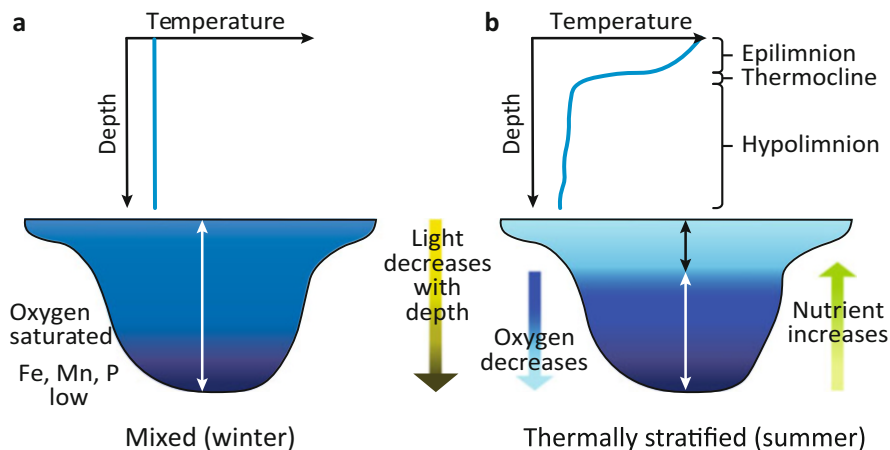 a
Temperature
Depth
Oxygen
saturated
Fe, Mn, P
low
Mixed (winter)
Light
decreases
with
depth
b
Temperature
Depth
Epilimnion
Thermocline
Hypolimnion
Oxygen
decreases
Nutrient
increases
Thermally stratified (summer)